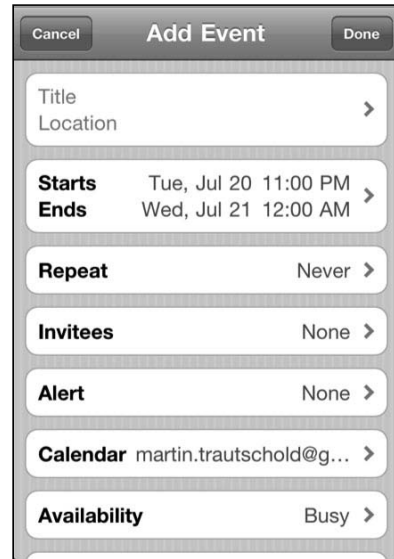 Cancel Add Event Done
Title
Location
Starts Tue, Jul 20 11:00 PM
Ends Wed, Jul 21 12:00 AM
Repeat Never
Invitees None
Alert None
Calendar martin.trautschold@g...
Availability Busy